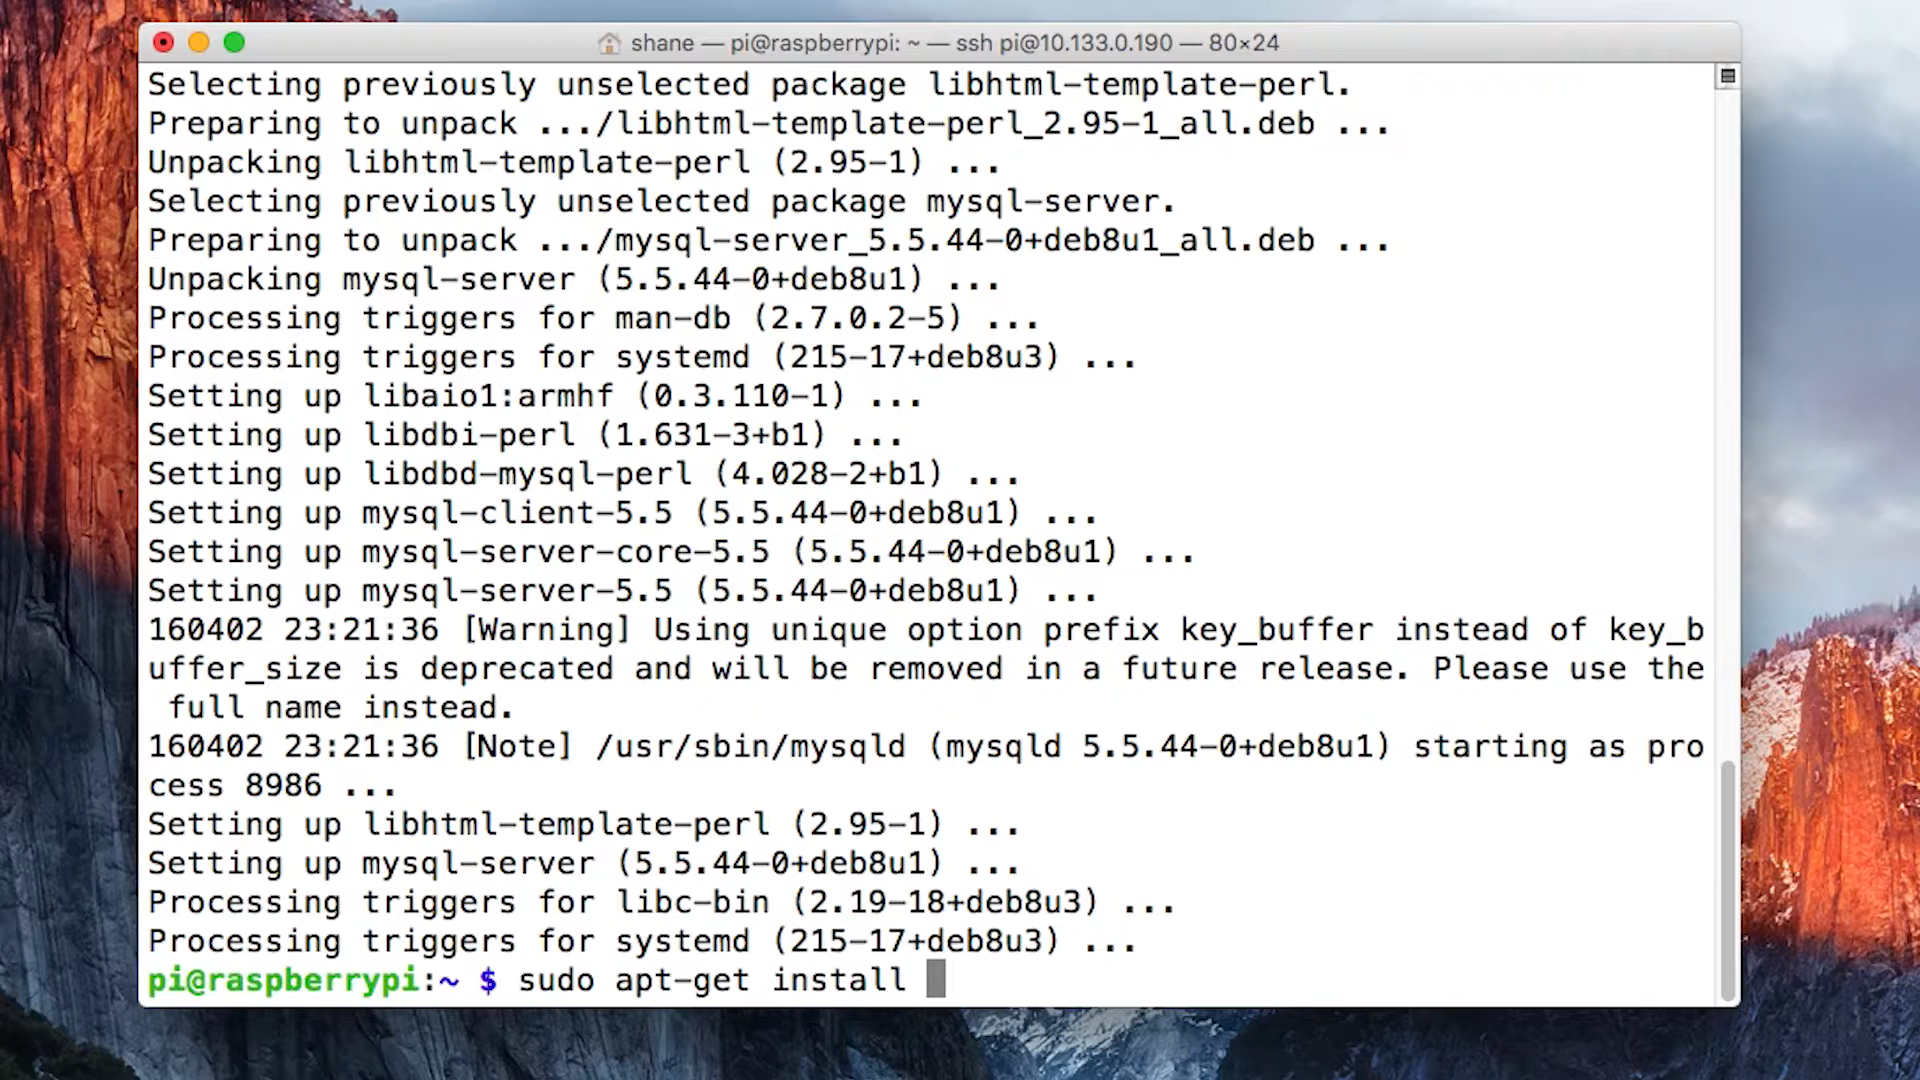 shane — pi@raspberrypi: ~ — ssh pi@10.133.0.190 — 80×24
Selecting previously unselected package libhtml-template-perl.
Preparing to unpack .../libhtml-template-perl_2.95-1_all.deb ...
Unpacking libhtml-template-perl (2.95-1) ...
Selecting previously unselected package mysql-server.
Preparing to unpack .../mysql-server_5.5.44-0+deb8u1_all.deb ...
Unpacking mysql-server (5.5.44-0+deb8u1) ...
Processing triggers for man-db (2.7.0.2-5) ...
Processing triggers for systemd (215-17+deb8u3) ...
Setting up libaio1:armhf (0.3.110-1) ...
Setting up libdbi-perl (1.631-3+b1) ...
Setting up libdbd-mysql-perl (4.028-2+b1) ...
Setting up mysql-client-5.5 (5.5.44-0+deb8u1) ...
Setting up mysql-server-core-5.5 (5.5.44-0+deb8u1) ...
Setting up mysql-server-5.5 (5.5.44-0+deb8u1) ...
160402 23:21:36 [Warning] Using unique option prefix key_buffer instead of key_b
uffer_size is deprecated and will be removed in a future release. Please use the
 full name instead.
160402 23:21:36 [Note] /usr/sbin/mysqld (mysqld 5.5.44-0+deb8u1) starting as pro
cess 8986 ...
Setting up libhtml-template-perl (2.95-1) ...
Setting up mysql-server (5.5.44-0+deb8u1) ...
Processing triggers for libc-bin (2.19-18+deb8u3) ...
Processing triggers for systemd (215-17+deb8u3) ...
pi@raspberrypi:~ $ sudo apt-get install